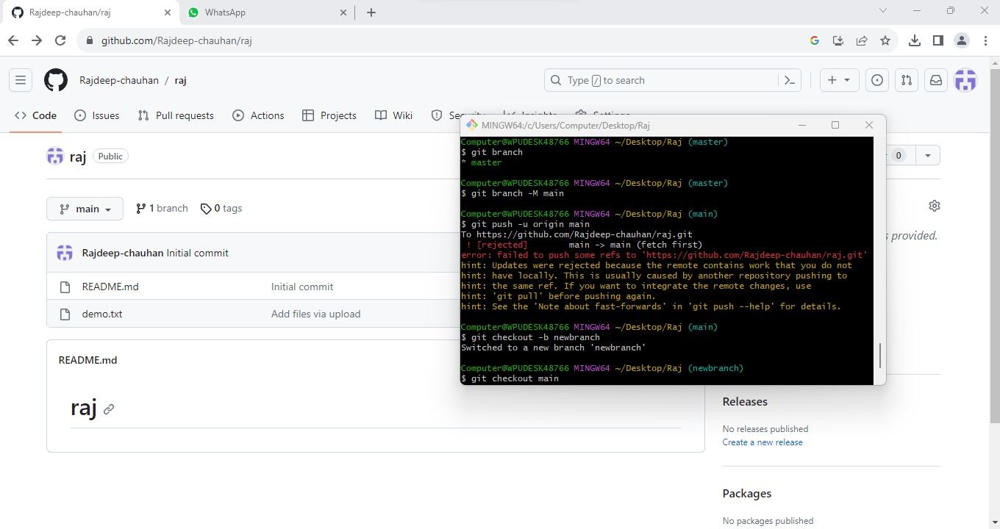 Rajdeep-chauhan/raj
WhatsApp
github.com/Rajdeep-chauhan/raj
Rajdeep-chauhan / raj
Type / to search
Code
Issues
Pull requests
Actions
Projects
Wiki
Security
Insights
Settings
raj Public
0
main
1 branch
0 tags
s provided.
Rajdeep-chauhan Initial commit
README.md Initial commit
demo.txt Add files via upload
README.md
raj
Releases
No releases published
Create a new release
Packages
No packages published
MINGW64:/c/Users/Computer/Desktop/Raj
Computer@WPUDESK48766 MINGW64 ~/Desktop/Raj (master)
$ git branch
* master
Computer@WPUDESK48766 MINGW64 ~/Desktop/Raj (master)
$ git branch -M main
Computer@WPUDESK48766 MINGW64 ~/Desktop/Raj (main)
$ git push -u origin main
To https://github.com/Rajdeep-chauhan/raj.git
! [rejected] main -> main (fetch first)
error: failed to push some refs to 'https://github.com/Rajdeep-chauhan/raj.git'
hint: Updates were rejected because the remote contains work that you do not
hint: have locally. This is usually caused by another repository pushing to
hint: the same ref. If you want to integrate the remote changes, use
hint: 'git pull' before pushing again.
hint: See the 'Note about fast-forwards' in 'git push --help' for details.
Computer@WPUDESK48766 MINGW64 ~/Desktop/Raj (main)
$ git checkout -b newbranch
Switched to a new branch 'newbranch'
Computer@WPUDESK48766 MINGW64 ~/Desktop/Raj (newbranch)
$ git checkout main